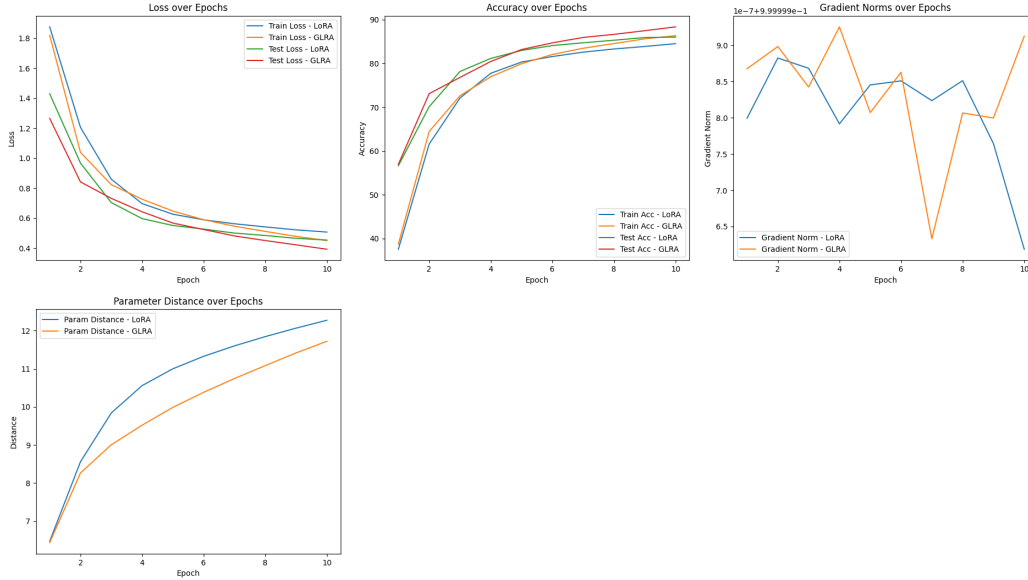 Loss over Epochs
Train Loss - LoRA
Train Loss - GLRA
Test Loss - LoRA
Test Loss - GLRA
1.8
1.6
1.4
1.2
1.0
0.8
0.6
0.4
Loss
2 4 6 8 10
Epoch
Accuracy over Epochs
90
80
70
60
50
40
Accuracy
Train Acc - LoRA
Train Acc - GLRA
Test Acc - LoRA
Test Acc - GLRA
2 4 6 8 10
Epoch
Gradient Norms over Epochs
1e-7+9.99999e-1
9.0
8.5
8.0
7.5
7.0
6.5
Gradient Norm
Gradient Norm - LoRA
Gradient Norm - GLRA
2 4 6 8 10
Epoch
Parameter Distance over Epochs
Param Distance - LoRA
Param Distance - GLRA
12
11
10
9
8
7
Distance
2 4 6 8 10
Epoch